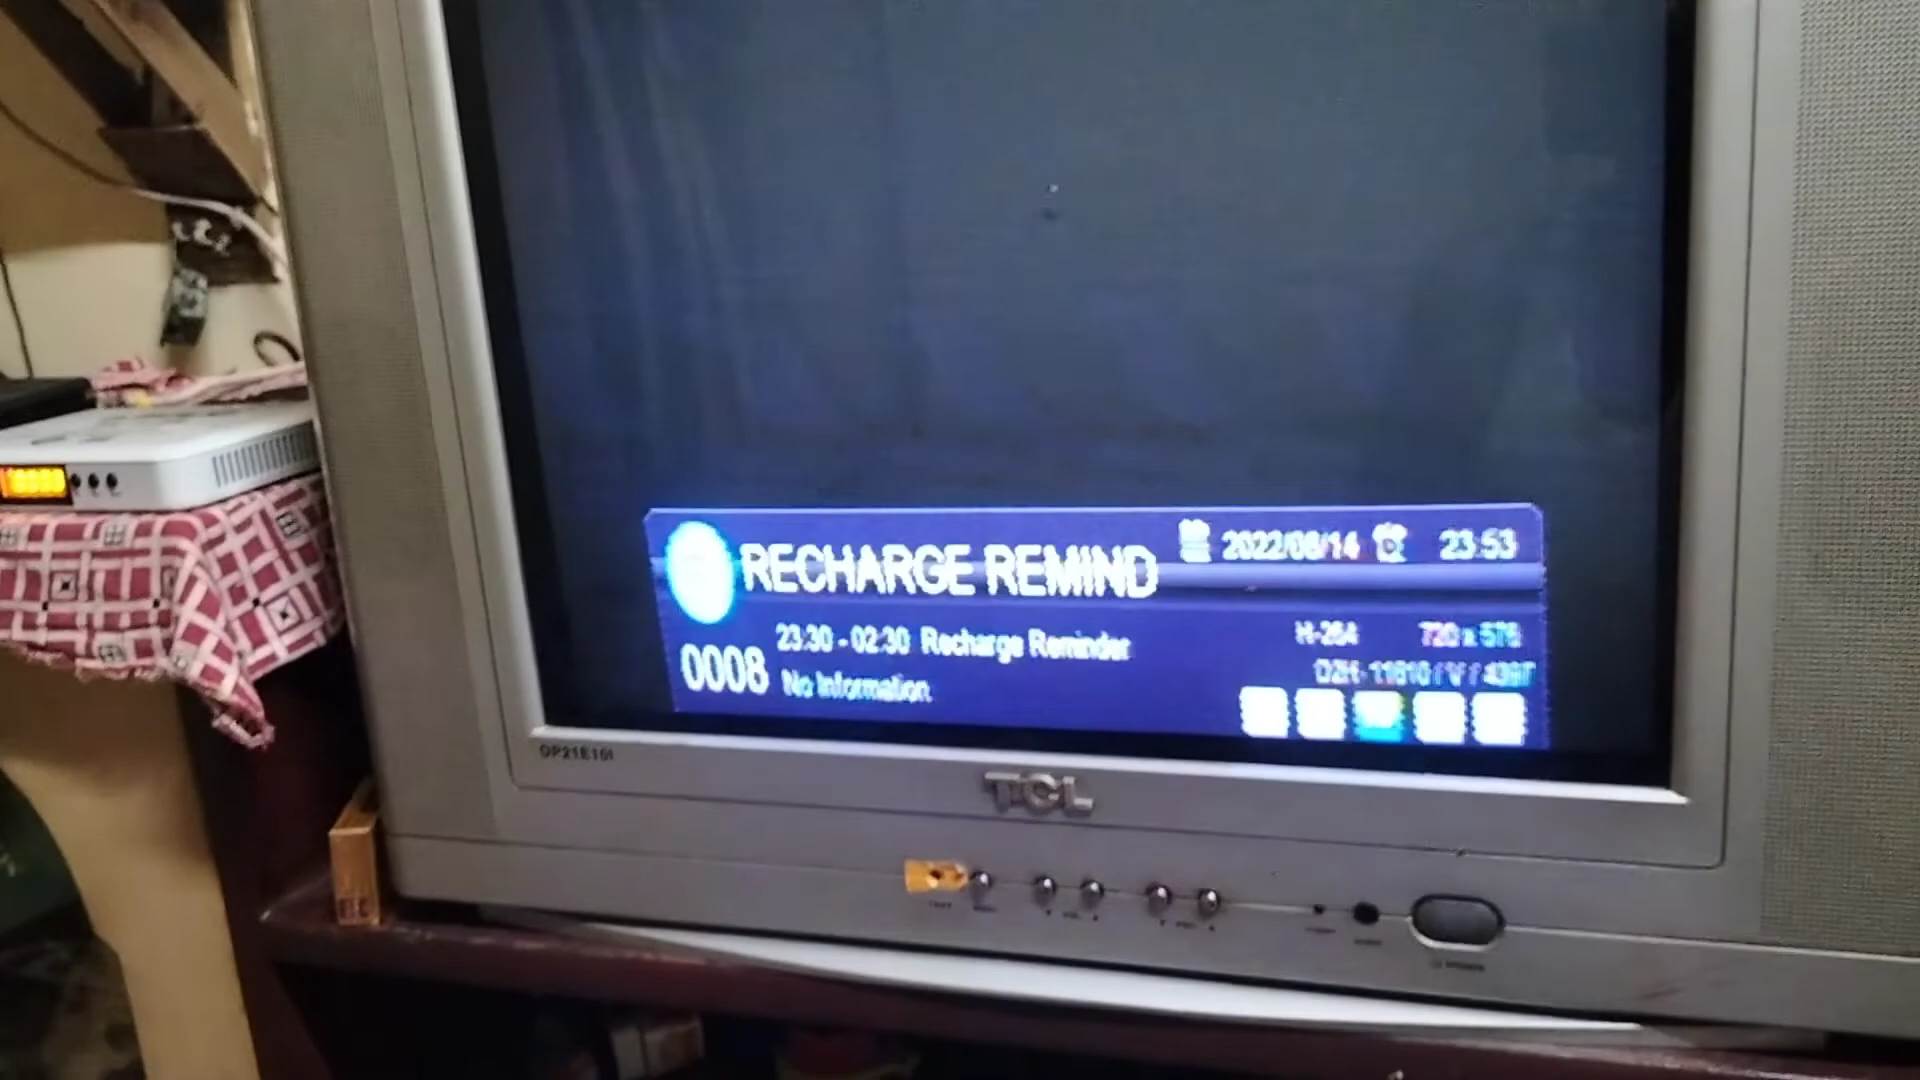 RECHARGE REMIND
2022/06/14 23:53
0008
23:30 - 02:30 Recharge Reminder
No Information
H-264 720 x 576
TCL